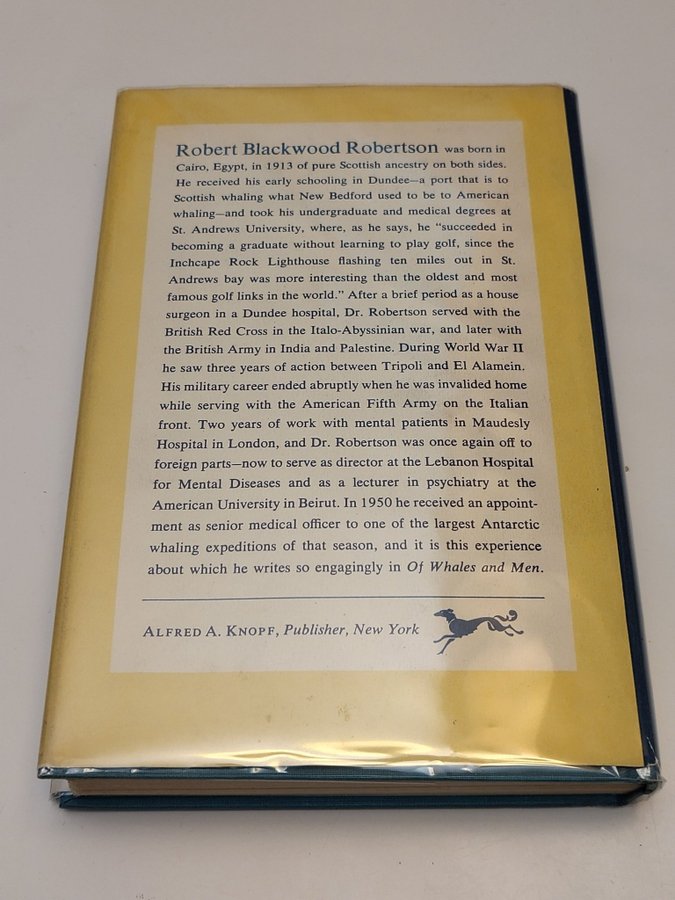 Robert Blackwood Robertson was born in
Cairo, Egypt, in 1913 of pure Scottish ancestry on both sides.
He received his early schooling in Dundee—a port that is to
Scottish whaling what New Bedford used to be to American
whaling—and took his undergraduate and medical degrees at
St. Andrews University, where, as he says, he “succeeded in
becoming a graduate without learning to play golf, since the
Inchcape Rock Lighthouse flashing ten miles out in St.
Andrews bay was more interesting than the oldest and most
famous golf links in the world.” After a brief period as a house
surgeon in a Dundee hospital, Dr. Robertson served with the
British Red Cross in the Italo-Abyssinian war, and later with
the British Army in India and Palestine. During World War II
he saw three years of action between Tripoli and El Alamein.
His military career ended abruptly when he was invalided home
while serving with the American Fifth Army on the Italian
front. Two years of work with mental patients in Maudesly
Hospital in London, and Dr. Robertson was once again off to
foreign parts—now to serve as director at the Lebanon Hospital
for Mental Diseases and as a lecturer in psychiatry at the
American University in Beirut. In 1950 he received an appoint-
ment as senior medical officer to one of the largest Antarctic
whaling expeditions of that season, and it is this experience
about which he writes so engagingly in Of Whales and Men.
ALFRED A. KNOPF, Publisher, New York